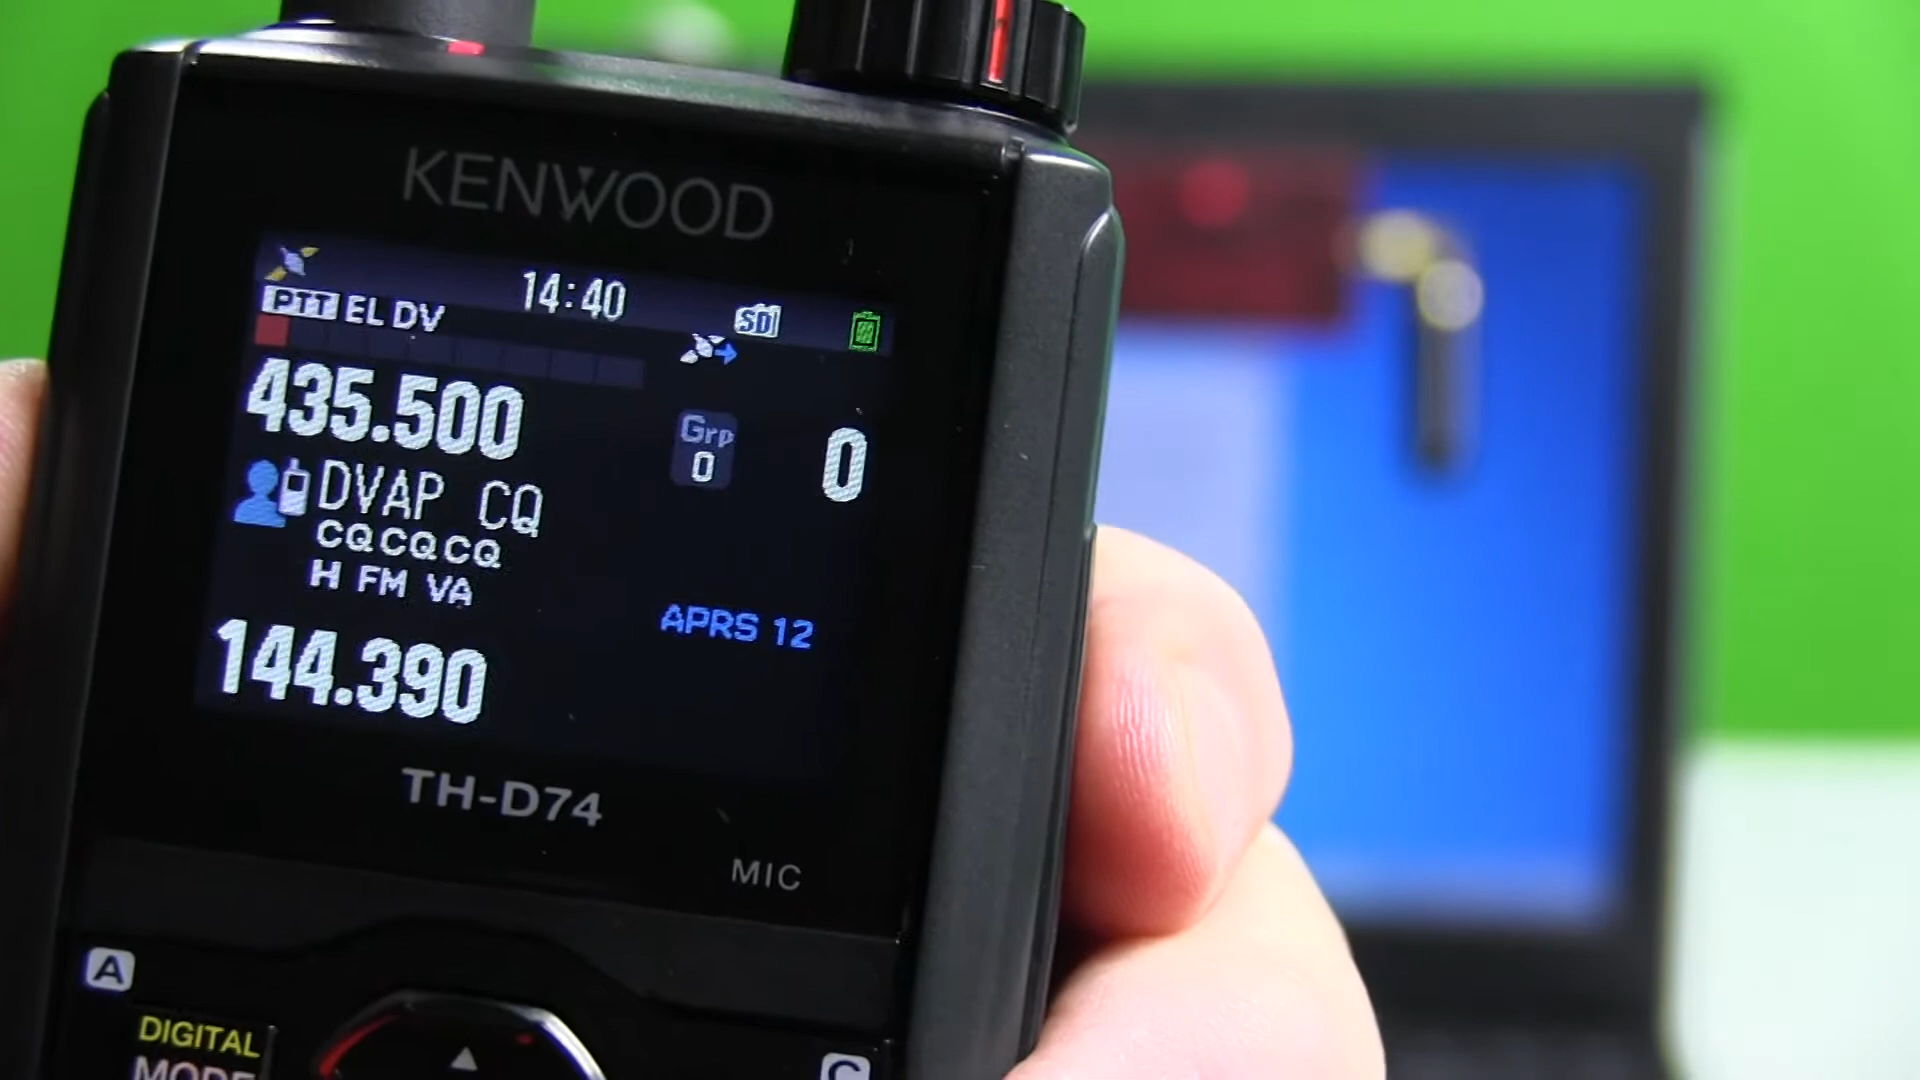 KENWOOD
14:40
SD
PTT EL DV
435.500
Grp
0
0
DVAP CQ
CQCQCQ
H FM VA
APRS 12
144.390
TH-D74
MIC
A
DIGITAL
MODE
C